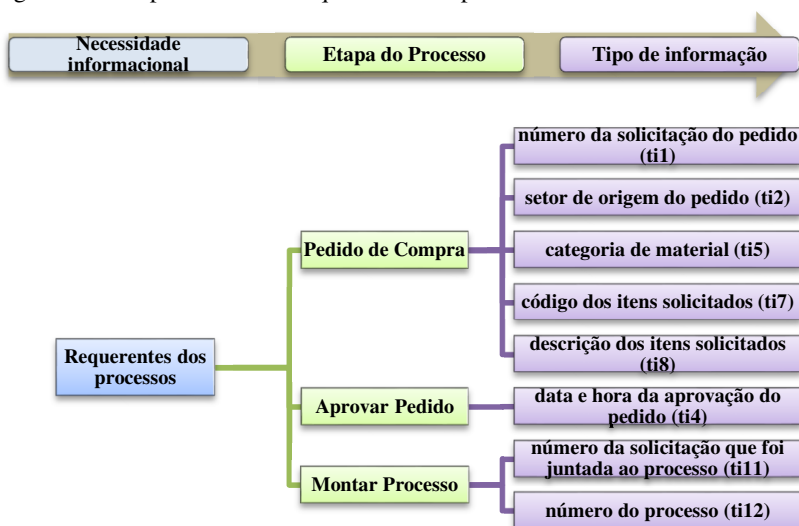 Necessidade
informacional
Etapa do Processo
Tipo de informação
número da solicitação do pedido
(ti1)
setor de origem do pedido (ti2)
Pedido de Compra
categoria de material (ti5)
código dos itens solicitados (ti7)
descrição dos itens solicitados
(ti8)
Requerentes dos
processos
Aprovar Pedido
data e hora da aprovação do
pedido (ti4)
número da solicitação que foi
juntada ao processo (ti11)
Montar Processo
número do processo (ti12)